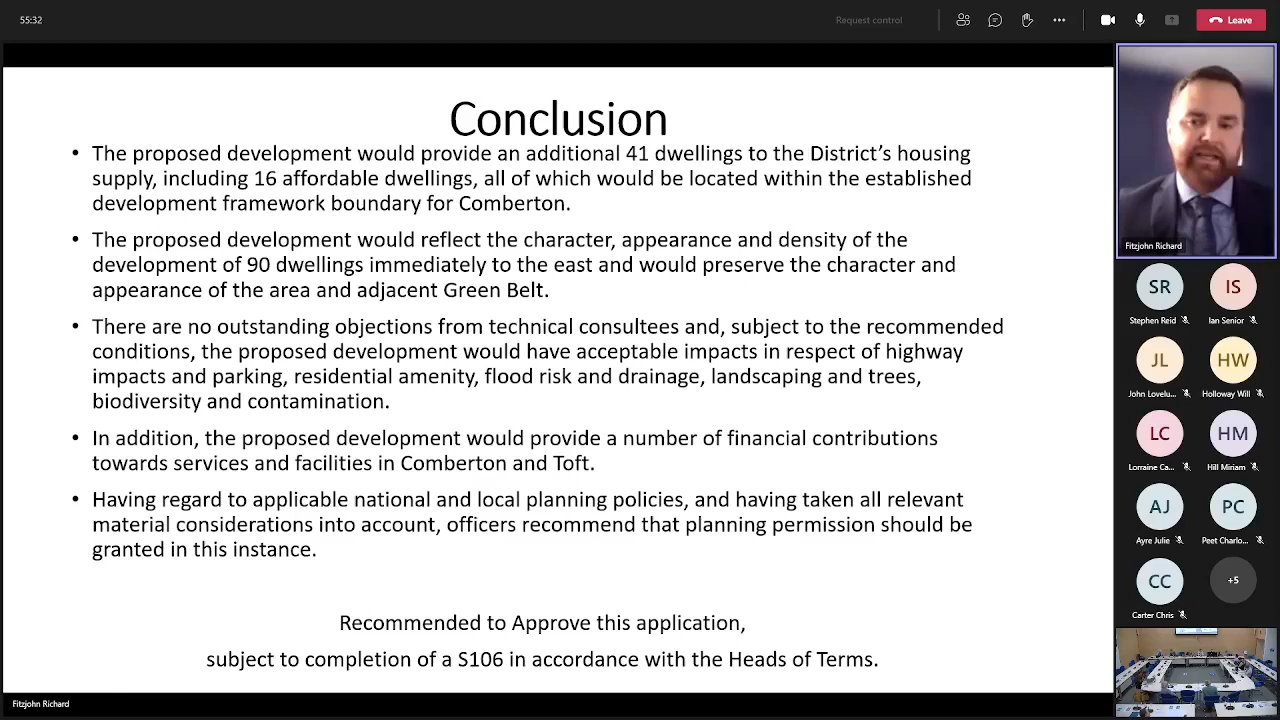 55:32
Request control
Leave
Conclusion
• The proposed development would provide an additional 41 dwellings to the District's housing
supply, including 16 affordable dwellings, all of which would be located within the established
development framework boundary for Comberton.
• The proposed development would reflect the character, appearance and density of the
development of 90 dwellings immediately to the east and would preserve the character and
appearance of the area and adjacent Green Belt.
• There are no outstanding objections from technical consultees and, subject to the recommended
conditions, the proposed development would have acceptable impacts in respect of highway
impacts and parking, residential amenity, flood risk and drainage, landscaping and trees,
biodiversity and contamination.
• In addition, the proposed development would provide a number of financial contributions
towards services and facilities in Comberton and Toft.
• Having regard to applicable national and local planning policies, and having taken all relevant
material considerations into account, officers recommend that planning permission should be
granted in this instance.
Recommended to Approve this application,
subject to completion of a S106 in accordance with the Heads of Terms.
Fitzjohn Richard
Fitzjohn Richard
SR IS
Stephen Reid Ian Senior
JL HW
John Lovelu... Holloway Will
LC HM
Lorraine Ca... Hill Miriam
AJ PC
Ayre Julie Peet Charlo...
CC +5
Carter Chris